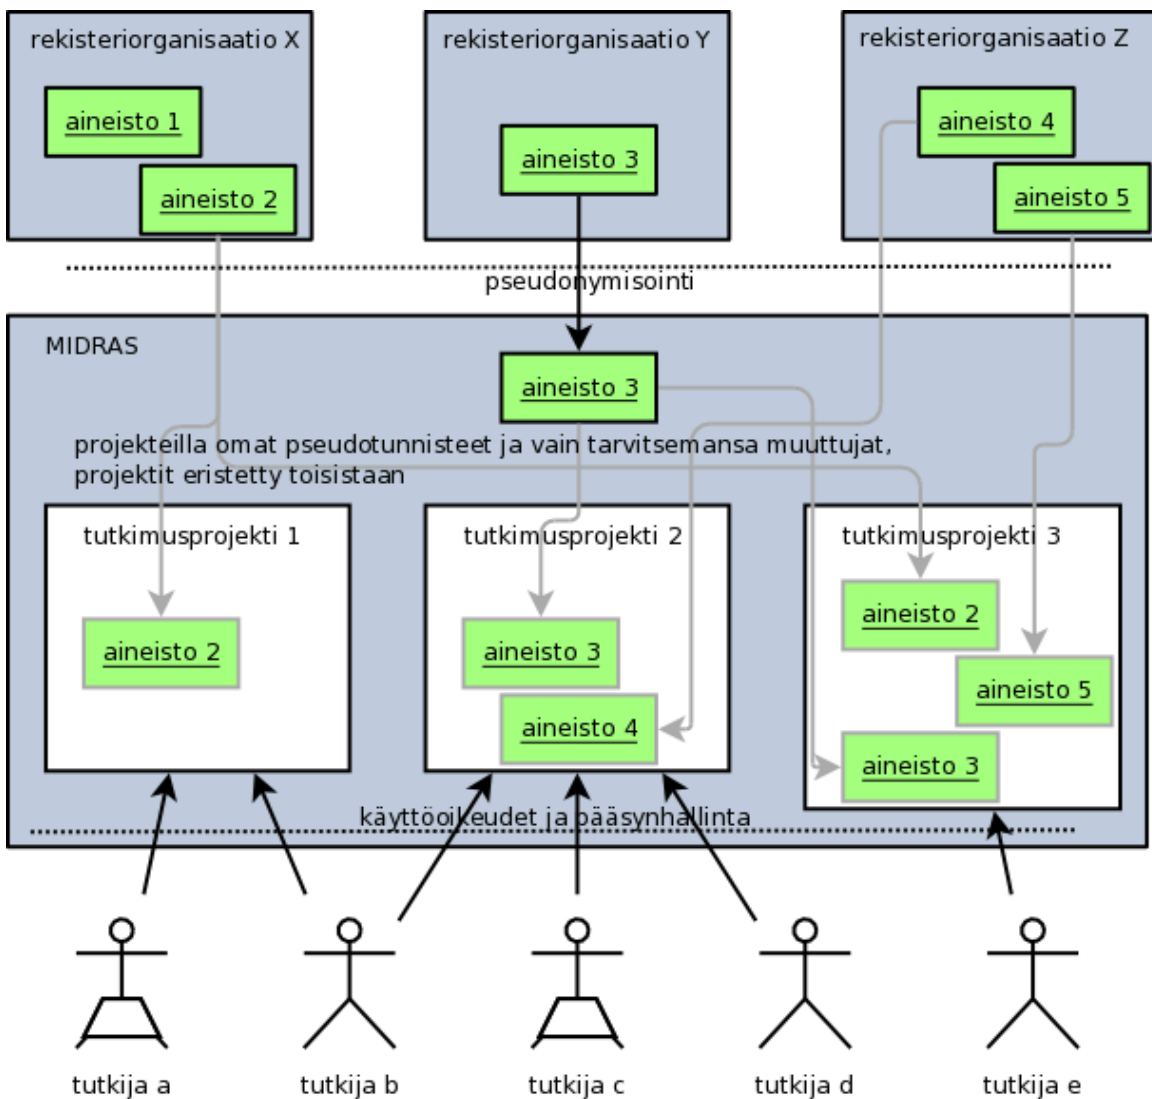 rekisteriorganisaatio X
rekisteriorganisaatio Y
rekisteriorganisaatio Z
aineisto 1
aineisto 2
aineisto 3
aineisto 4
aineisto 5
pseudonymisointi
MIDRAS
aineisto 3
projekteilla omat pseudotunnisteet ja vain tarvitsemansa muuttujat,
projektit eristetty toisistaan
tutkimusprojekti 1
aineisto 2
tutkimusprojekti 2
aineisto 3
aineisto 4
tutkimusprojekti 3
aineisto 2
aineisto 5
aineisto 3
käyttöoikeudet ja pääsynhallinta
tutkija a
tutkija b
tutkija c
tutkija d
tutkija e